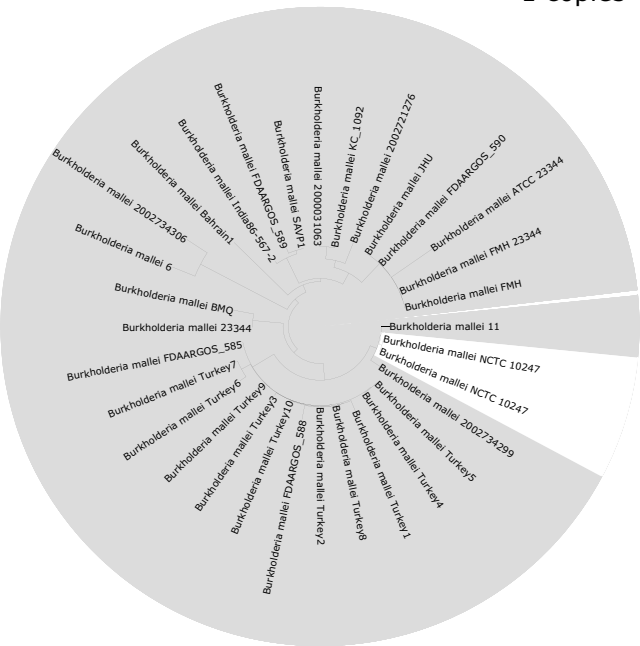 copies
Burkholderia mallei 2000031063
Burkholderia mallei KC_1092
Burkholderia mallei 2002721276
Burkholderia mallei JHU
Burkholderia mallei FDAARGOS_590
Burkholderia mallei ATCC 23344
Burkholderia mallei FMH 23344
Burkholderia mallei FMH
Burkholderia mallei 11
Burkholderia mallei NCTC 10247
Burkholderia mallei NCTC 10247
Burkholderia mallei 2002734299
Burkholderia mallei Turkey5
Burkholderia mallei Turkey4
Burkholderia mallei Turkey1
Burkholderia mallei Turkey8
Burkholderia mallei Turkey2
Burkholderia mallei FDAARGOS_588
Burkholderia mallei Turkey10
Burkholderia mallei Turkey3
Burkholderia mallei Turkey9
Burkholderia mallei Turkey6
Burkholderia mallei Turkey7
Burkholderia mallei FDAARGOS_585
Burkholderia mallei 23344
Burkholderia mallei BMQ
Burkholderia mallei 6
Burkholderia mallei 2002734306
Burkholderia mallei Bahrain1
Burkholderia mallei India86-567-2
Burkholderia mallei FDAARGOS_589
Burkholderia mallei SAVP1